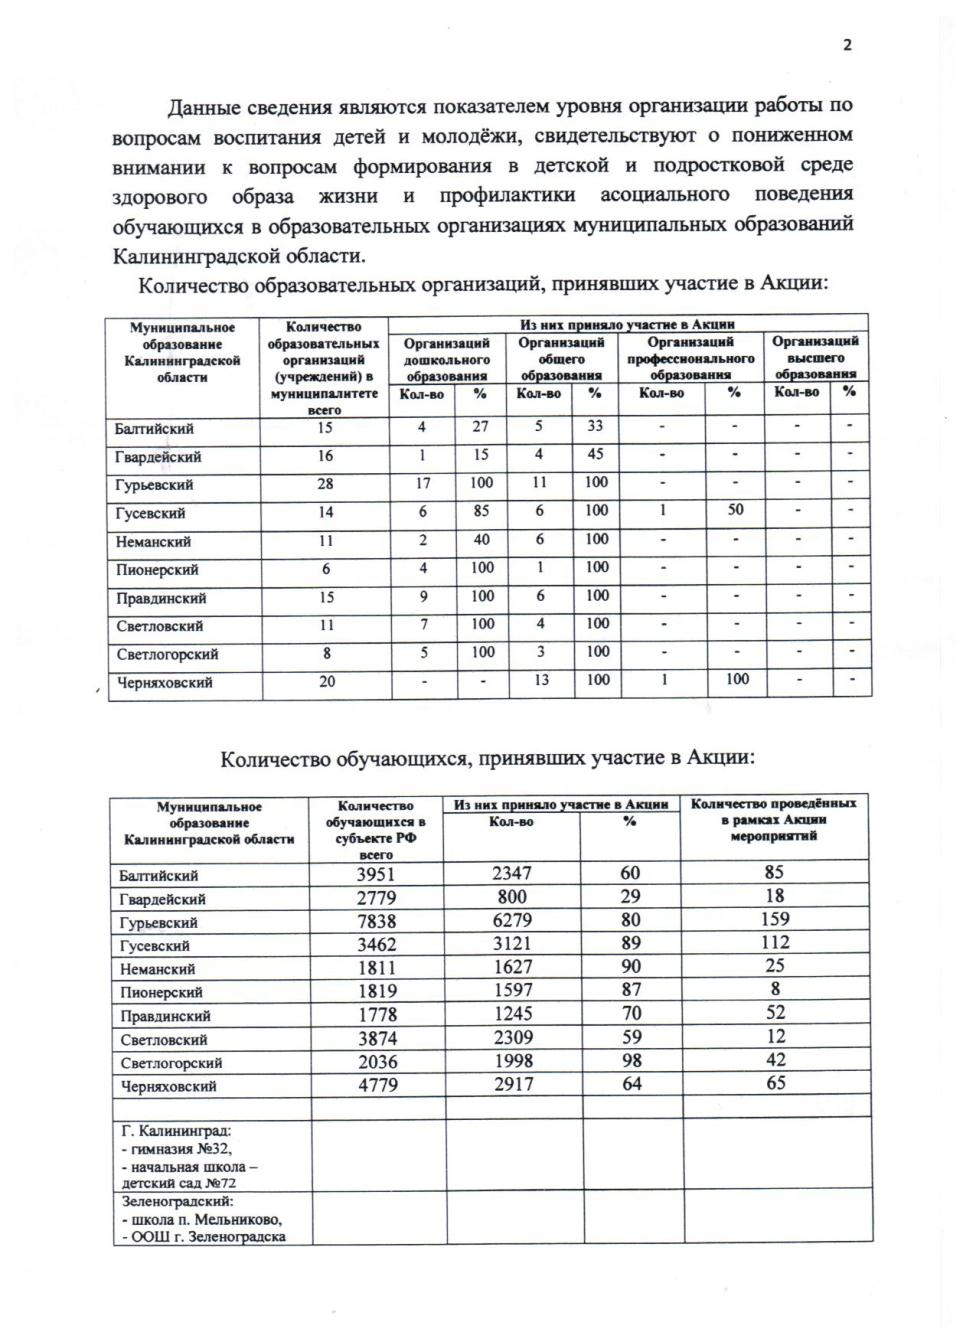 2
Данные сведения являются показателем уровня организации работы по
вопросам воспитания детей и молодёжи, свидетельствуют о пониженном
внимании к вопросам формирования в детской и подростковой среде
здорового образа жизни и профилактики асоциального поведения
обучающихся в образовательных организациях муниципальных образований
Калининградской области.
Количество образовательных организаций, принявших участие в Акции:
Муниципальное образование Калининградской области
Количество образовательных организаций (учреждений) в муниципалитете всего
Из них приняло участие в Акции
Организаций дошкольного образования
Организаций общего образования
Организаций профессионального образования
Организаций высшего образования
Кол-во % Кол-во % Кол-во % Кол-во %
Балтийский 15 4 27 5 33 - - - -
Гвардейский 16 1 15 4 45 - - - -
Гурьевский 28 17 100 11 100 - - - -
Гусевский 14 6 85 6 100 1 50 - -
Неманский 11 2 40 6 100 - - - -
Пионерский 6 4 100 1 100 - - - -
Правдинский 15 9 100 6 100 - - - -
Светловский 11 7 100 4 100 - - - -
Светлогорский 8 5 100 3 100 - - - -
Черняховский 20 - - 13 100 1 100 - -
Количество обучающихся, принявших участие в Акции:
Муниципальное образование Калининградской области
Количество обучающихся в субъекте РФ всего
Из них приняло участие в Акции
Кол-во %
Количество проведённых в рамках Акции мероприятий
Балтийский 3951 2347 60 85
Гвардейский 2779 800 29 18
Гурьевский 7838 6279 80 159
Гусевский 3462 3121 89 112
Неманский 1811 1627 90 25
Пионерский 1819 1597 87 8
Правдинский 1778 1245 70 52
Светловский 3874 2309 59 12
Светлогорский 2036 1998 98 42
Черняховский 4779 2917 64 65
Г. Калининград:
- гимназия №32,
- начальная школа –
детский сад №72
Зеленоградский:
- школа п. Мельниково,
- ООШ г. Зеленоградска